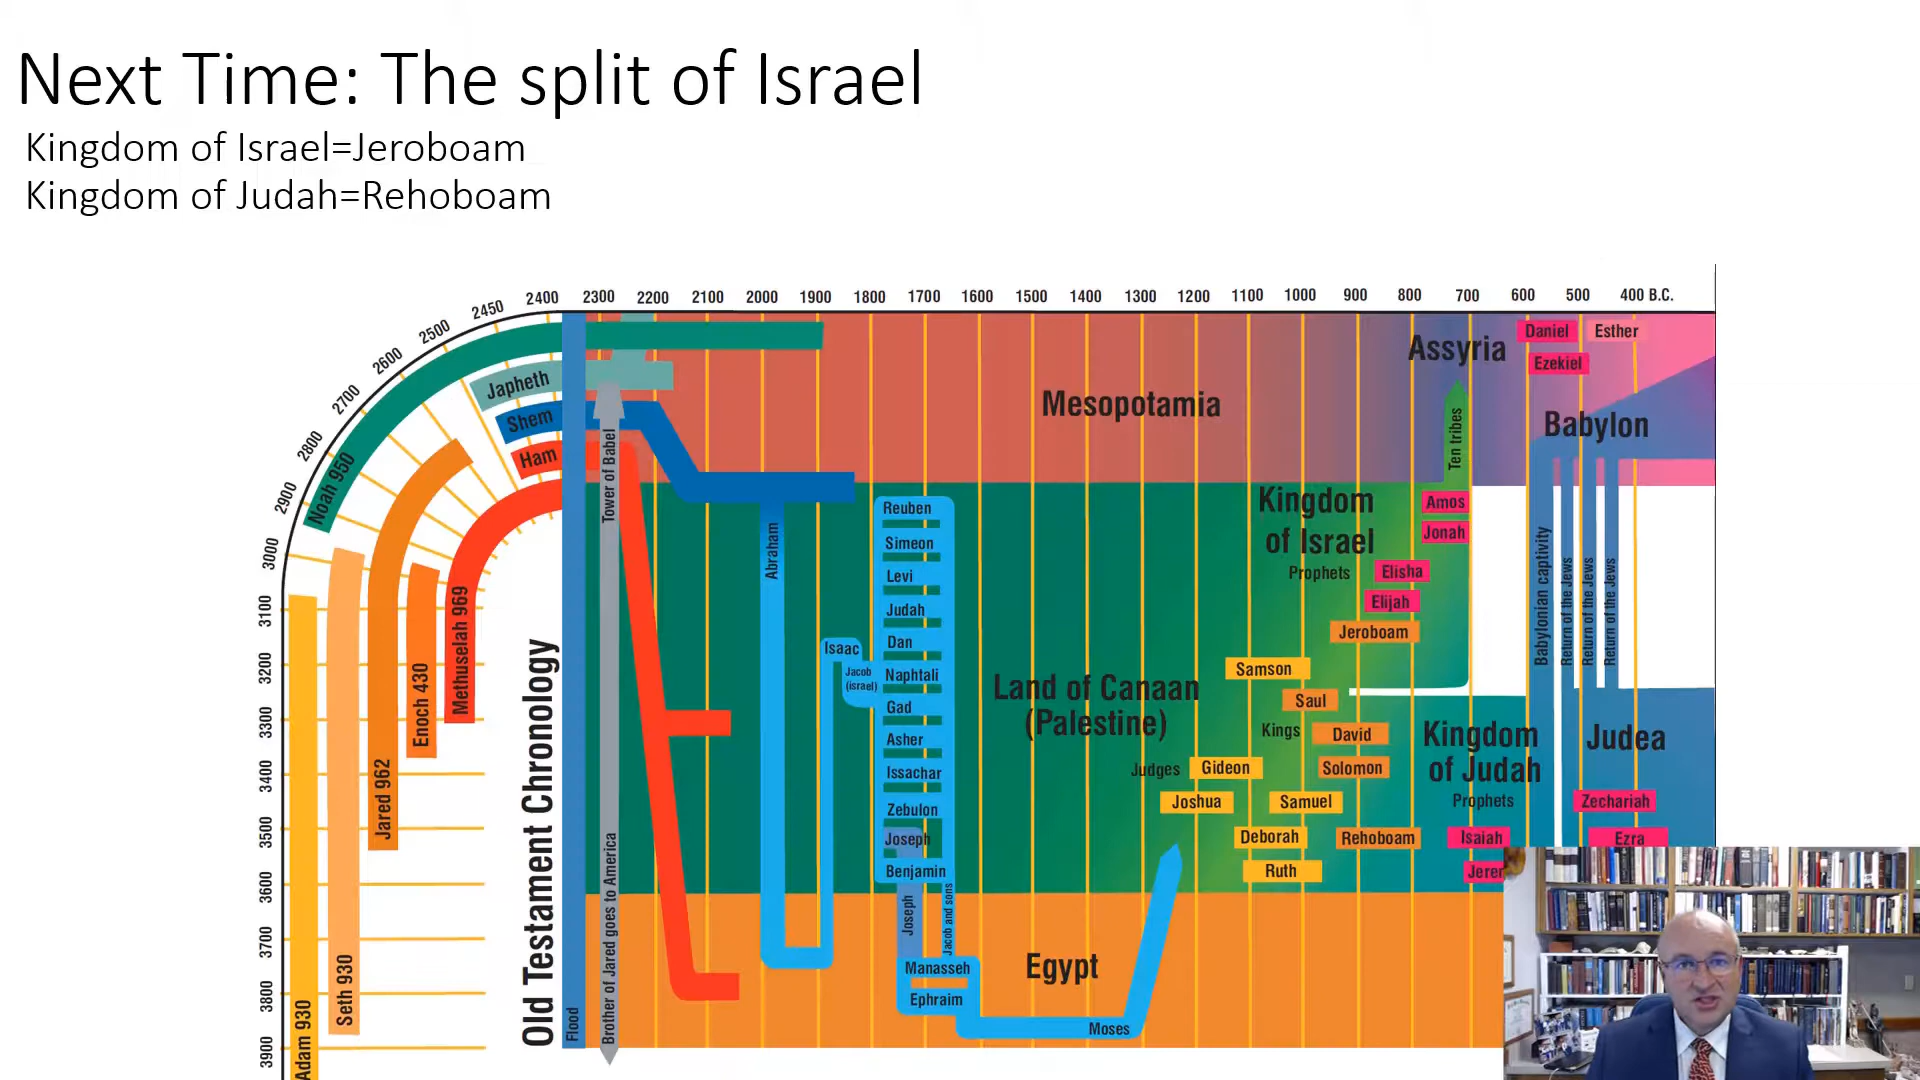 Next Time: The split of Israel
Kingdom of Israel=Jeroboam
Kingdom of Judah=Rehoboam
3900
3800
3700
3600
3500
3400
3300
3200
3100
3000
2900
2800
2700
2600
2500
2450
2400
2300
2200
2100
2000
1900
1800
1700
1600
1500
1400
1300
1200
1100
1000
900
800
700
600
500
400 B.C.
Adam 930
Seth 930
Jared 962
Enoch 430
Methuselah 969
Noah 950
Japheth
Shem
Ham
Old Testament Chronology
Flood
Tower of Babel
Brother of Jared goes to America
Abraham
Isaac
Jacob
(israel)
Reuben
Simeon
Levi
Judah
Dan
Naphtali
Gad
Asher
Issachar
Zebulon
Joseph
Benjamin
Joseph
Jacob and sons
Manasseh
Ephraim
Moses
Egypt
Mesopotamia
Land of Canaan
(Palestine)
Judges
Gideon
Joshua
Samson
Samuel
Deborah
Ruth
Kings
Saul
David
Solomon
Rehoboam
Kingdom
of Israel
Prophets
Amos
Jonah
Elisha
Elijah
Jeroboam
Assyria
Ten tribes
Kingdom
of Judah
Prophets
Isaiah
Jerer
Daniel
Esther
Ezekiel
Babylon
Babylonian captivity
Return of the Jews
Return of the Jews
Return of the Jews
Judea
Zechariah
Ezra